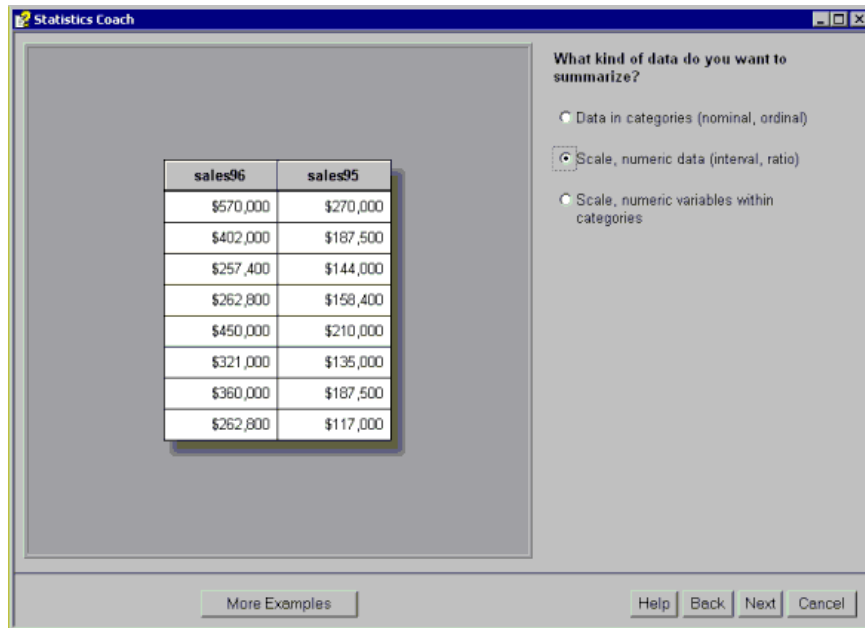 Statistics Coach
What kind of data do you want to
summarize?
Data in categories (nominal, ordinal)
Scale, numeric data (interval, ratio)
Scale, numeric variables within
categories
sales96 sales95
$570,000 $270,000
$402,000 $187,500
$257,400 $144,000
$262,800 $158,400
$450,000 $210,000
$321,000 $135,000
$360,000 $187,500
$262,800 $117,000
More Examples
Help Back Next Cancel